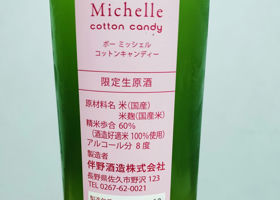 Michelle
cotton candy
ボー ミッシェル
コットンキャンディー
限定生原酒
原材料名 米(国産)
米麹(国産米)
精米歩合 60%
(酒造好適米100%使用)
アルコール分 8度
製造者
伴野酒造株式会社
長野県佐久市野沢 123
TEL 0267-62-0021